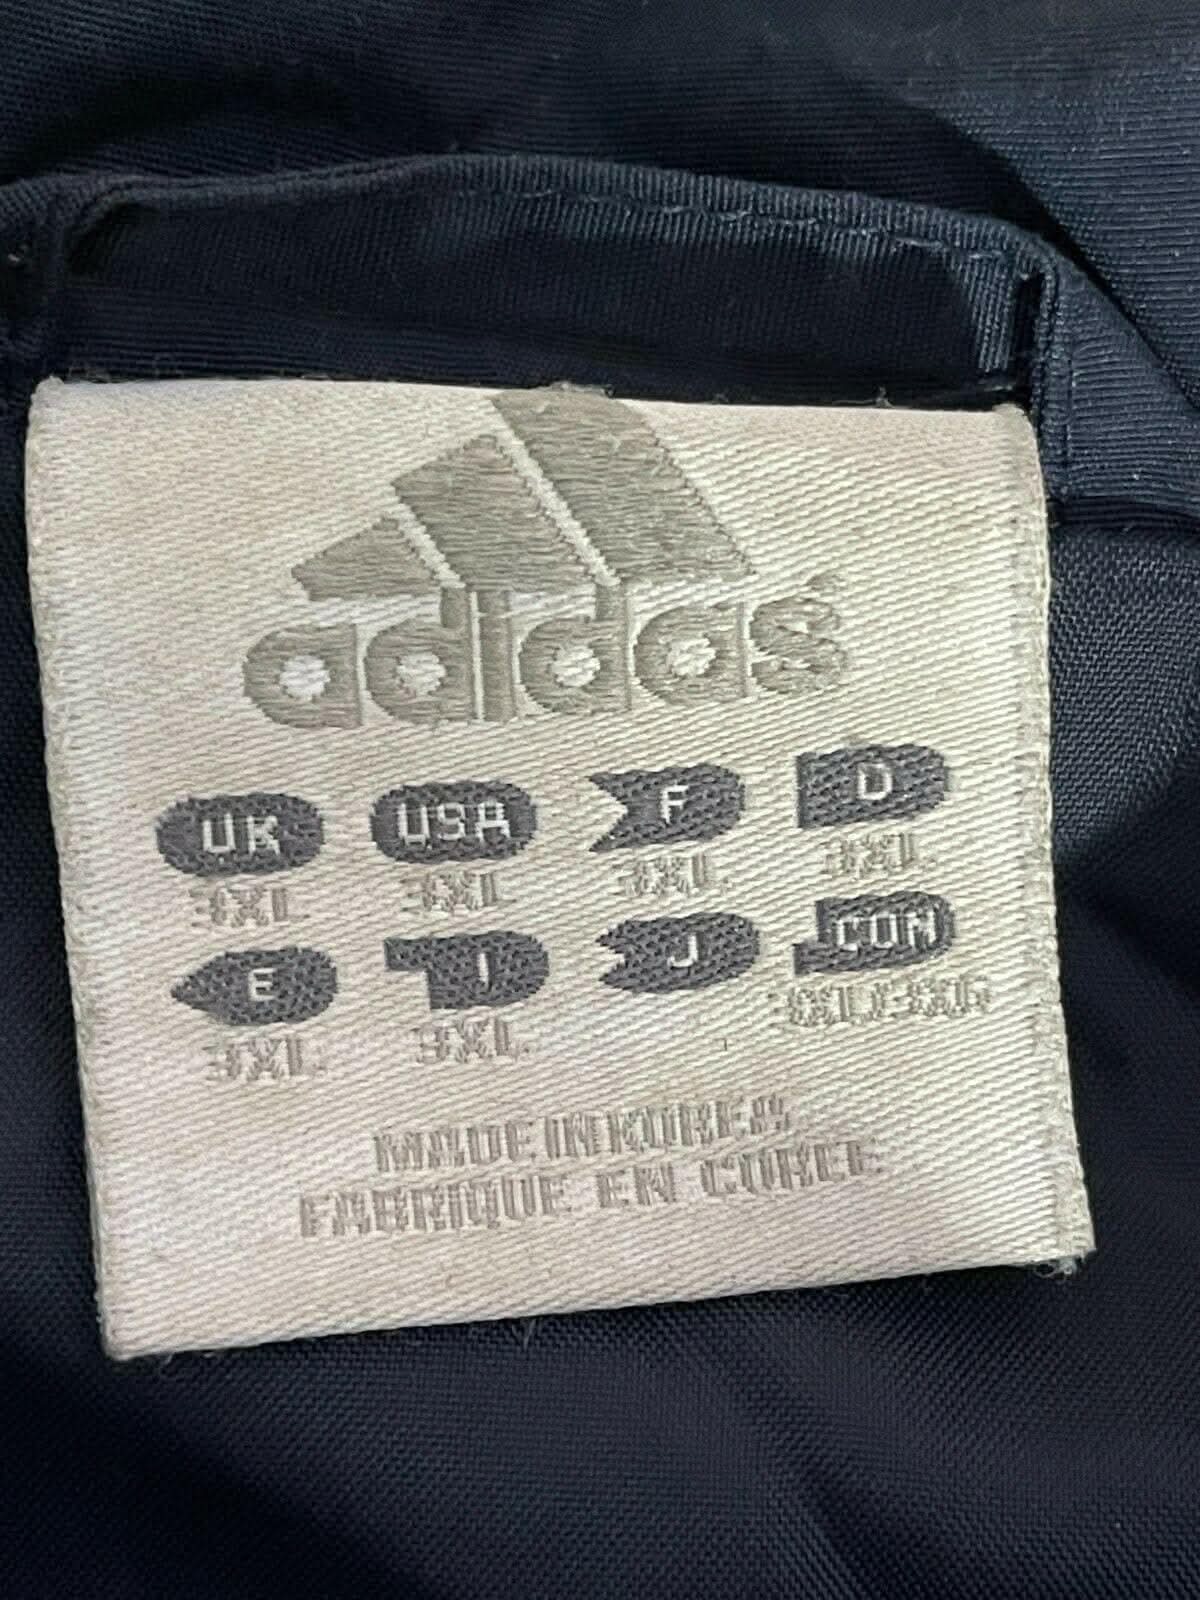 adidas
UK USA F D
3XL 3XL 3XL 3XL
E I J COM
3XL 3XL
MADE IN KOREA
FABRIQUE EN COREE